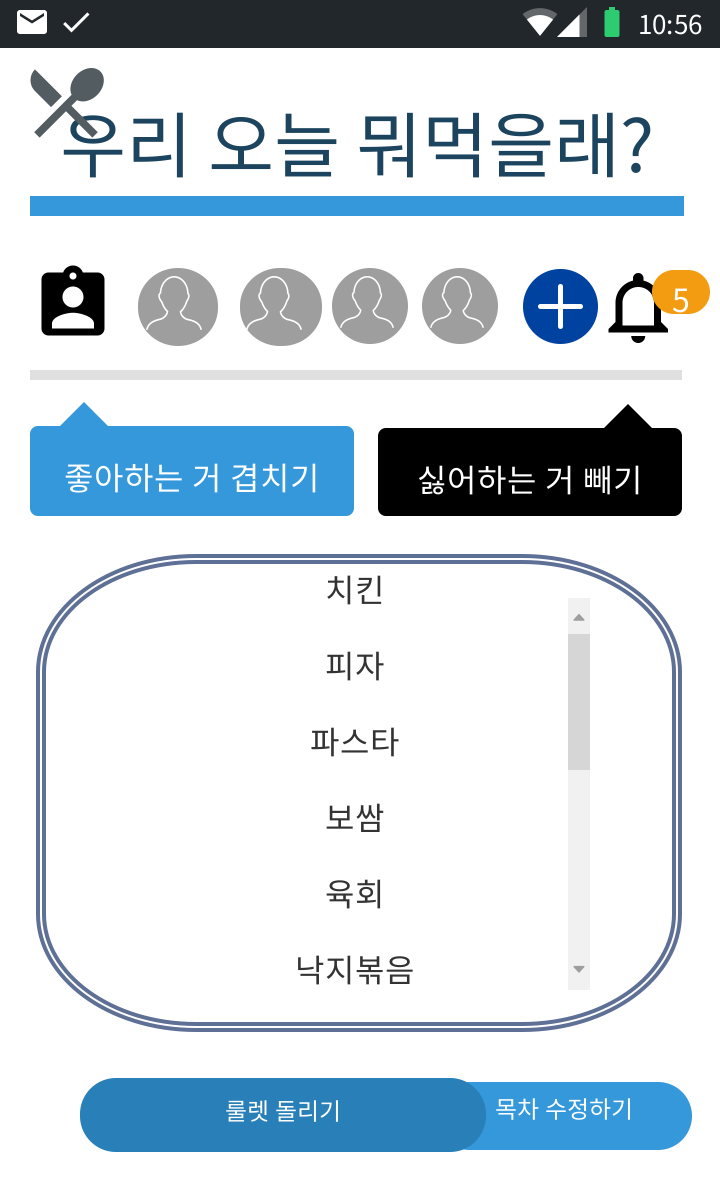 10:56
우리 오늘 뭐먹을래?
5
좋아하는 거 겹치기
싫어하는 거 빼기
치킨
피자
파스타
보쌈
육회
낙지볶음
룰렛 돌리기
목차 수정하기